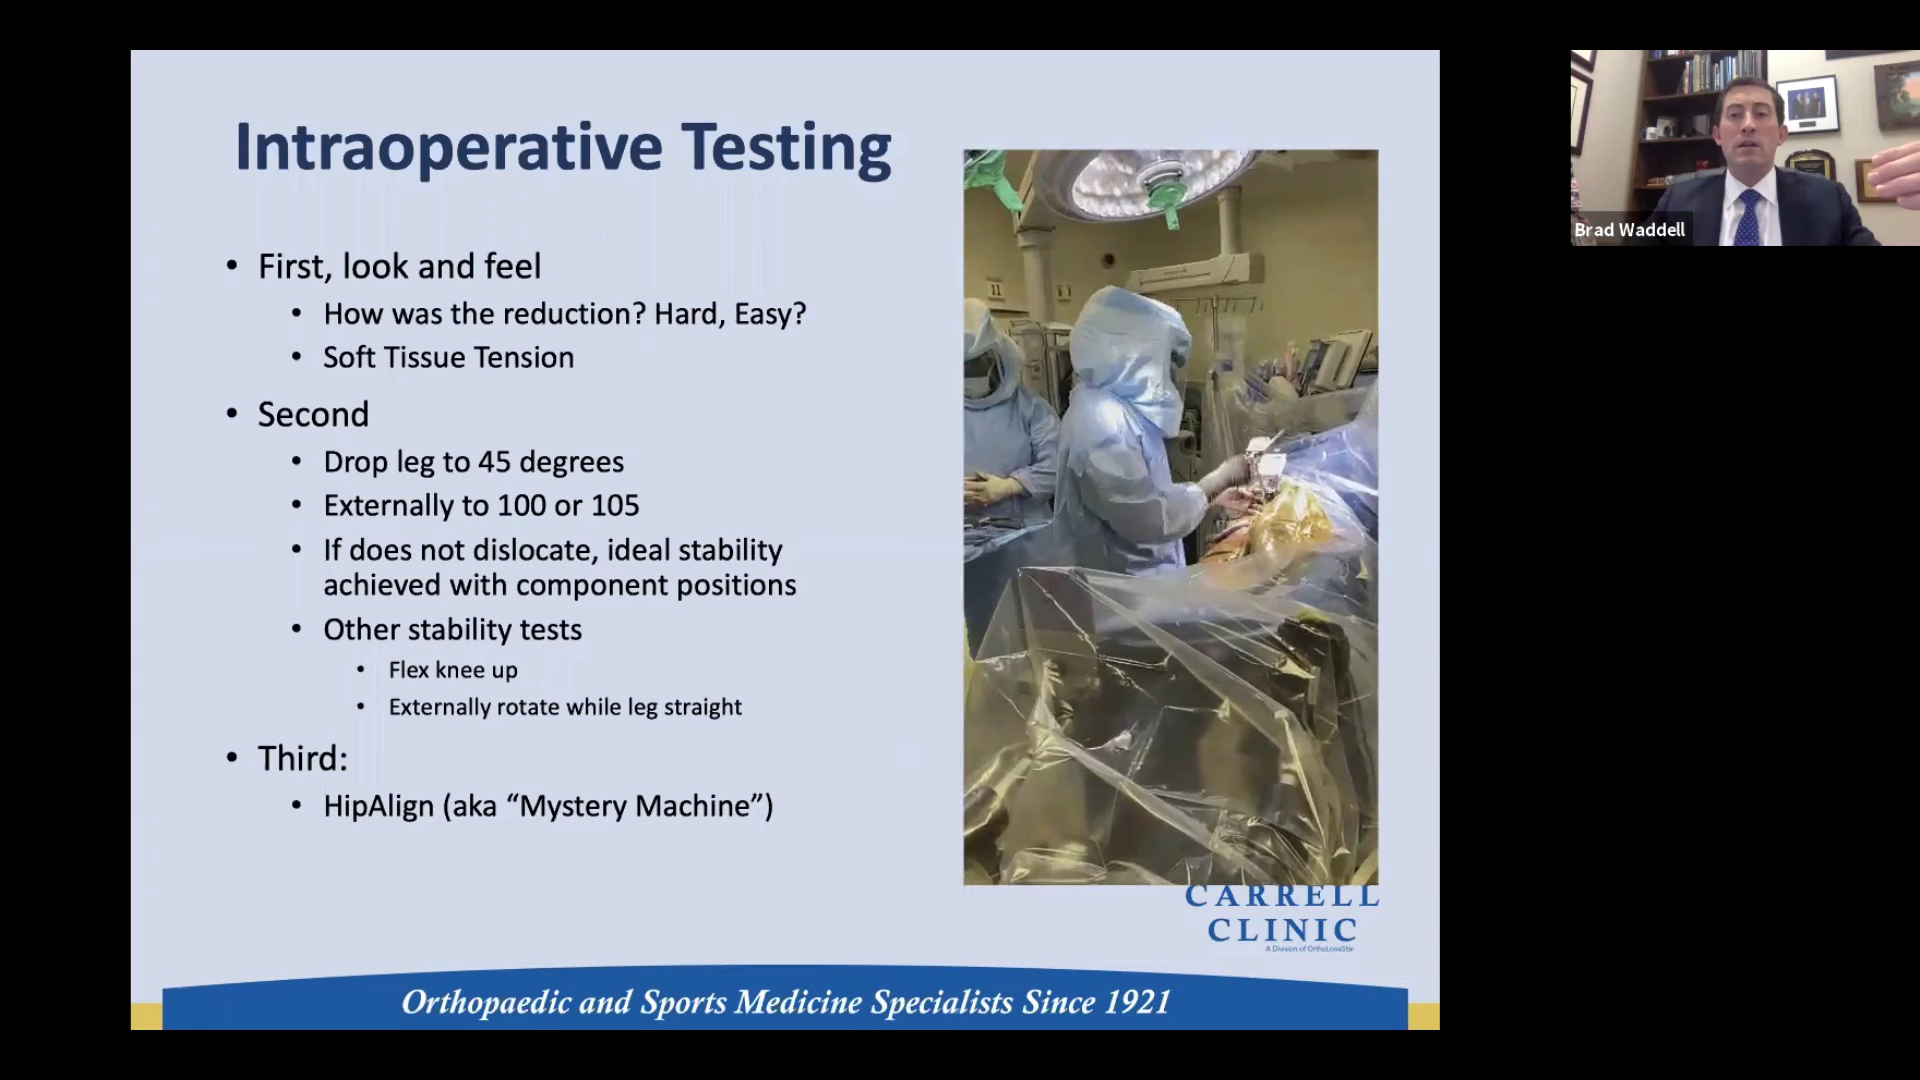 Intraoperative Testing
• First, look and feel
• How was the reduction? Hard, Easy?
• Soft Tissue Tension
• Second
• Drop leg to 45 degrees
• Externally to 100 or 105
• If does not dislocate, ideal stability
achieved with component positions
• Other stability tests
• Flex knee up
• Externally rotate while leg straight
• Third:
• HipAlign (aka “Mystery Machine”)
CARRELL
CLINIC
A Division of OrthoLoneStar
Orthopaedic and Sports Medicine Specialists Since 1921
Brad Waddell